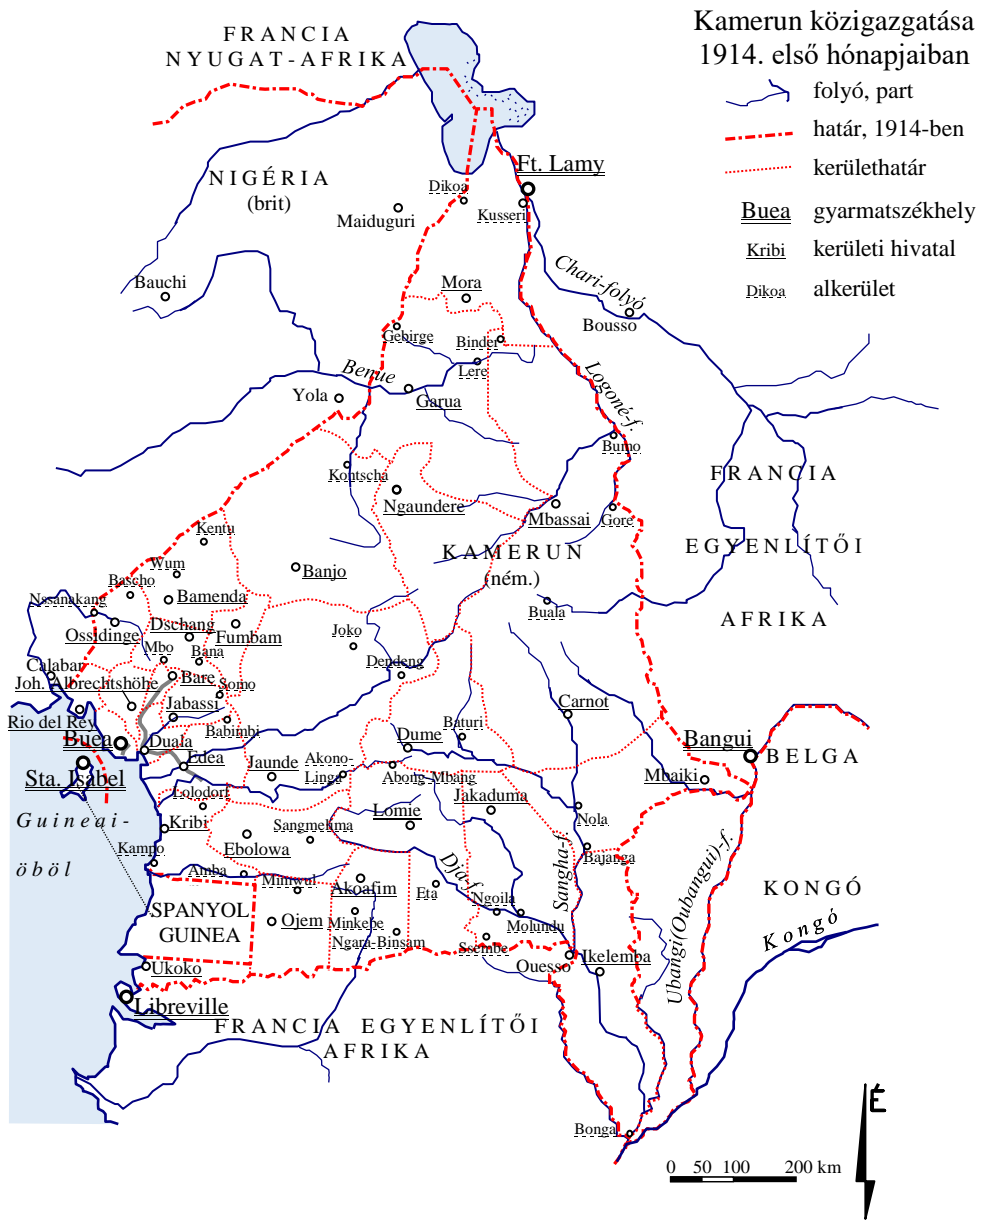 Kamerun közigazgatása
1914. első hónapjaiban
folyó, part
határ, 1914-ben
kerülethatár
Buea gyarmatszékhely
Kribi kerületi hivatal
Dikoa alkerület
FRANCIA
NYUGAT-AFRIKA
NIGÉRIA
(brit)
Ft. Lamy
Dikoa
Kusseri
Maiduguri
Bauchi
Mora
Chari-folyó
Bousso
Gebirge
Binder
Lere
Benue
Yola
Garua
Logoné-f.
Bumo
Kontscha
Ngaundere
Mbassai
Gore
FRANCIA
EGYENLÍTŐI
AFRIKA
Kentu
KAMERUN
(ném.)
Wum
Banjo
Bascho
Bamenda
Nssanakang
Buala
Ossidinge
Dschang
Fumbam
Joko
Mbo
Bana
Dendeng
Calabar
Joh. Albrechtshöhe
Bare
Somo
Jabassi
Carnot
Rio del Rey
Babimbi
Baturi
Buea
Duala
Dume
Bangui
BELGA
Edea
Jaunde
Akono-
Linga
Abong-Mbang
Mbaiki
Sta. Isabel
Lolodorf
Jakaduma
Lomie
Guineai-
öböl
Kribi
Sangmelima
Nola
Ebolowa
Kampo
Bajanga
Sangha-f.
Dja-f.
Ubangi(Oubangui)-f.
Amba
Minwul
Akoafim
Eta
Ngoila
KONGÓ
Kongó
SPANYOL
GUINEA
Ojem
Minkebe
Molundu
Ngara-Binsam
Ssembe
Ukoko
Ouesso
Ikelemba
Libreville
FRANCIA EGYENLÍTŐI
AFRIKA
É
Bonga
0 50 100 200 km